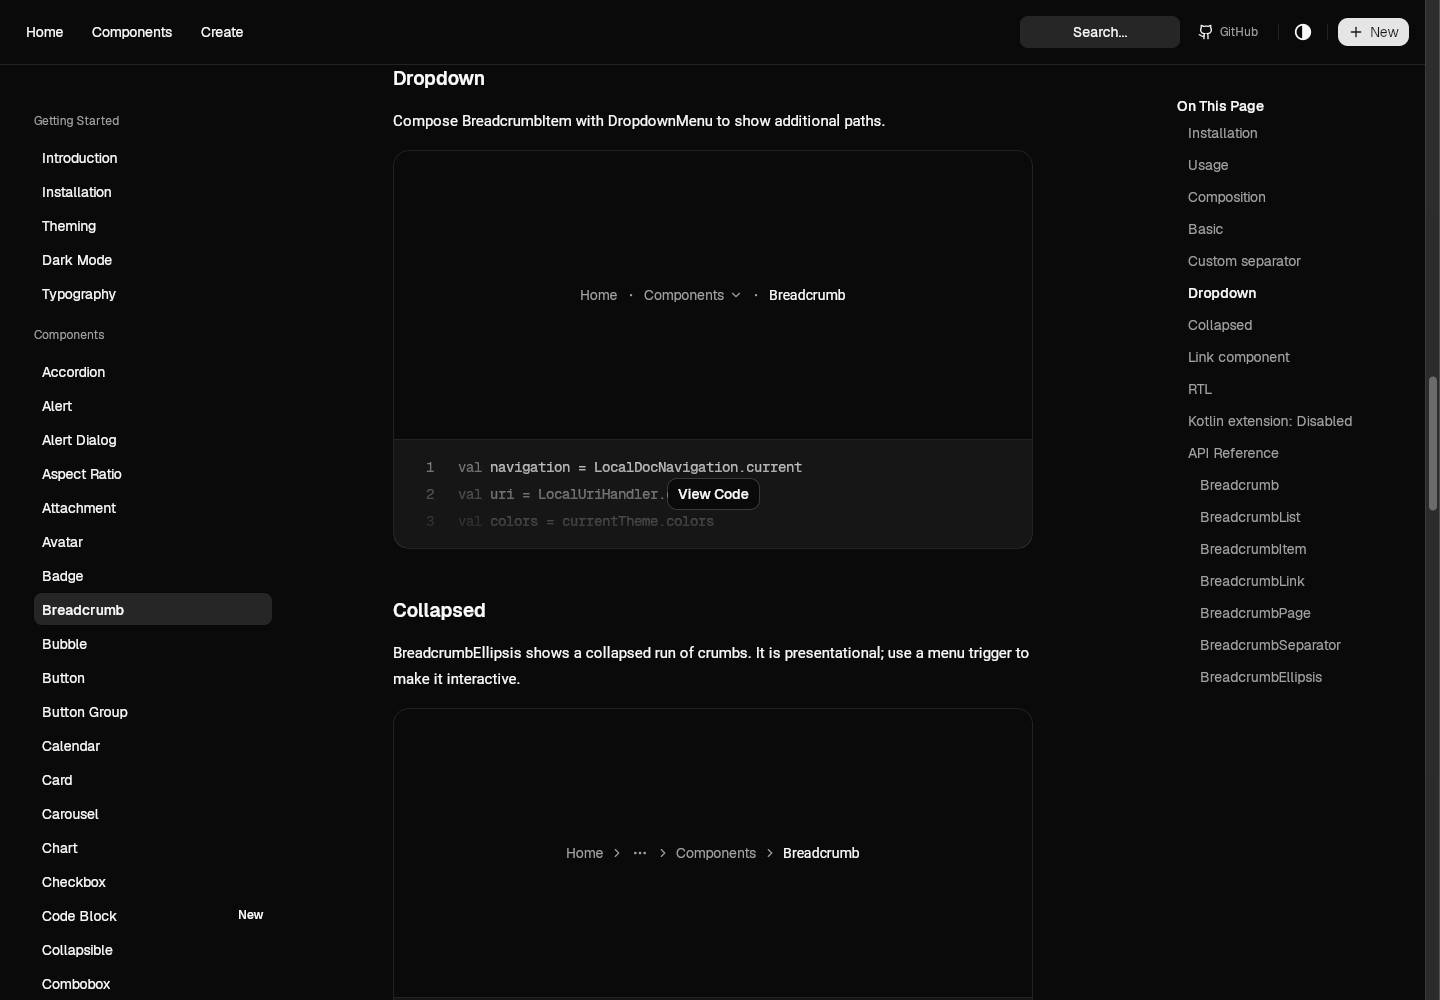 Home Components Create Search... GitHub New
Getting Started
Introduction
Installation
Theming
Dark Mode
Typography
Components
Accordion
Alert
Alert Dialog
Aspect Ratio
Attachment
Avatar
Badge
Breadcrumb
Bubble
Button
Button Group
Calendar
Card
Carousel
Chart
Checkbox
Code Block New
Collapsible
Combobox
Dropdown
Compose BreadcrumbItem with DropdownMenu to show additional paths.
Home · Components · Breadcrumb
1 val navigation = LocalDocNavigation.current
2 val uri = LocalUriHandler.
View Code
3 val colors = currentTheme.colors
Collapsed
BreadcrumbEllipsis shows a collapsed run of crumbs. It is presentational; use a menu trigger to
make it interactive.
Home > ··· > Components > Breadcrumb
On This Page
Installation
Usage
Composition
Basic
Custom separator
Dropdown
Collapsed
Link component
RTL
Kotlin extension: Disabled
API Reference
Breadcrumb
BreadcrumbList
BreadcrumbItem
BreadcrumbLink
BreadcrumbPage
BreadcrumbSeparator
BreadcrumbEllipsis